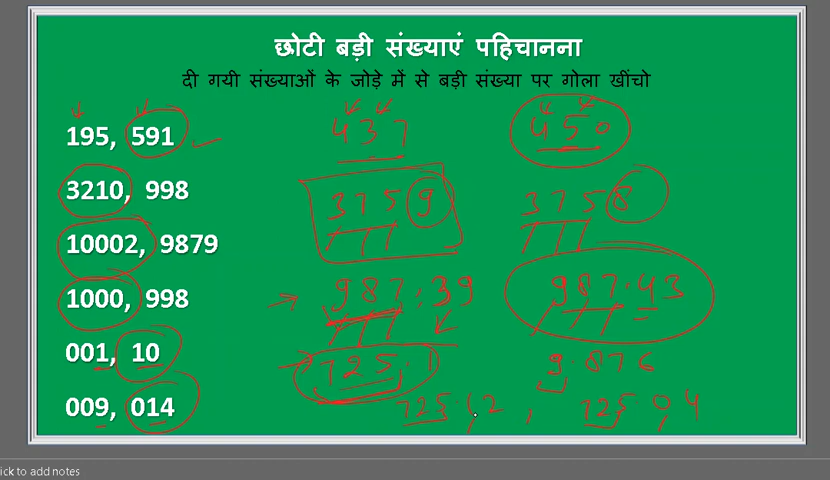 छोटी बड़ी संख्याएं पहिचानना
दी गयी संख्याओं के जोड़े में से बड़ी संख्या पर गोला खींचो
195, 591 437 450
3210, 998 3759 3758
10002, 9879
1000, 998 987.39 987.43
001, 10 725.1 9.876
009, 014 725.12 , 725.04
ick to add notes